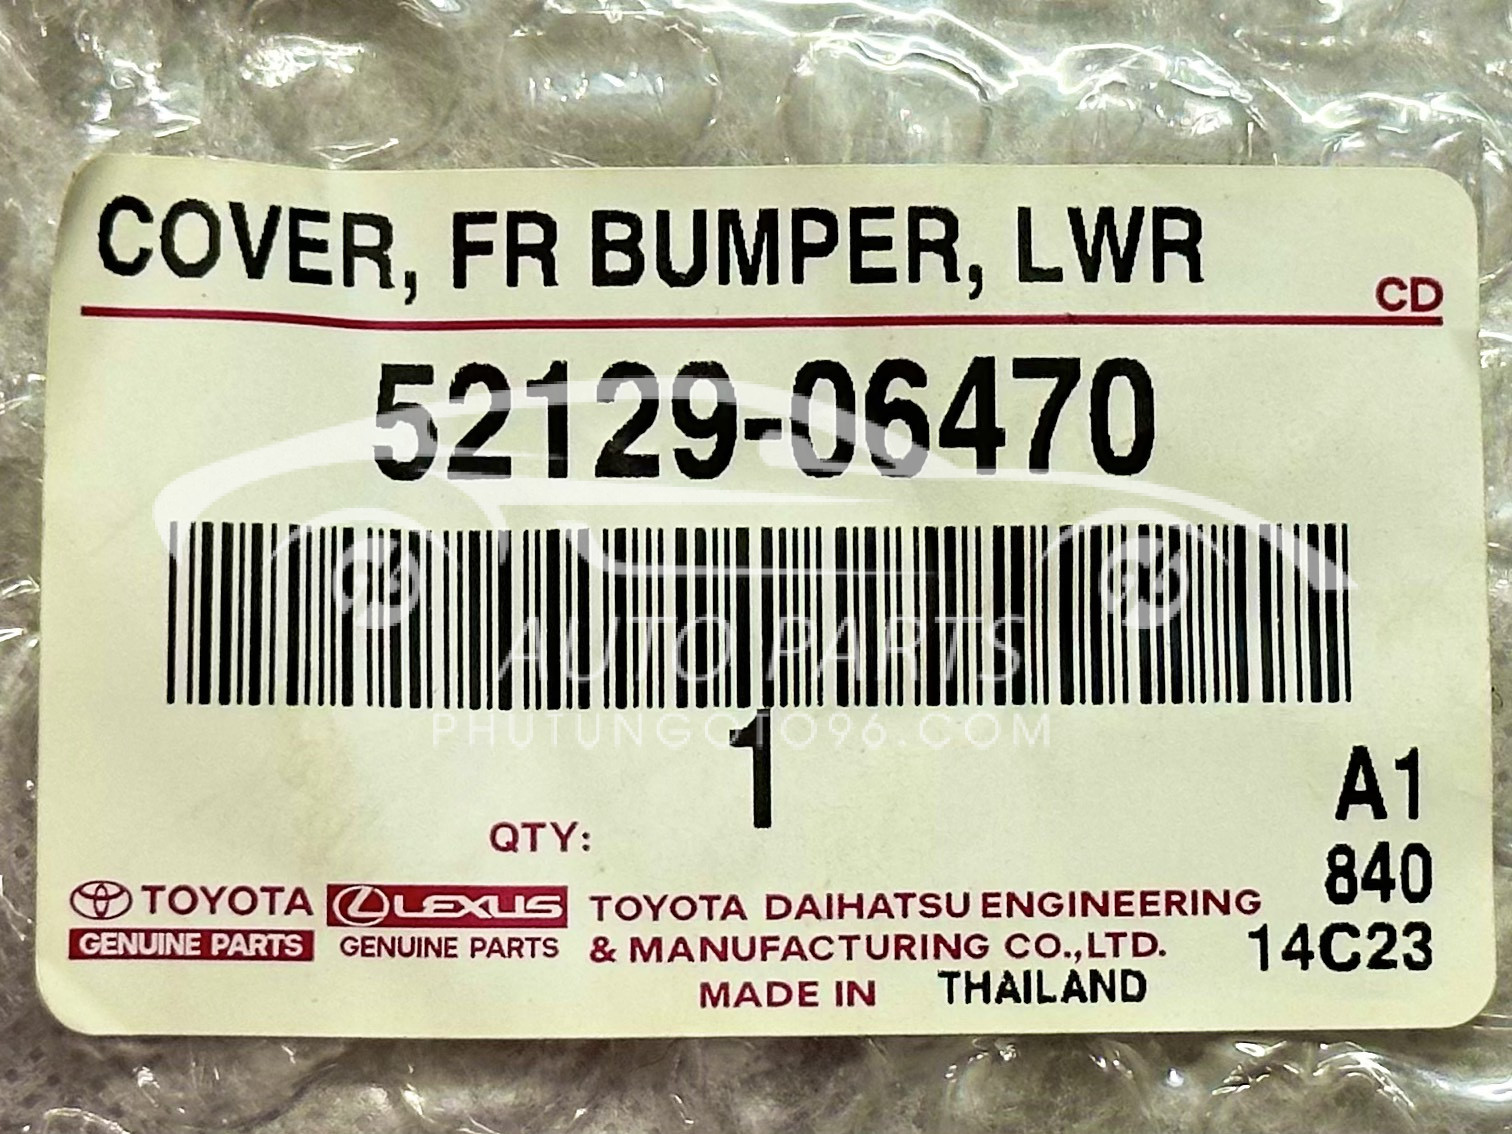 COVER, FR BUMPER, LWR
CD
52129-06470
AUTO PARTS
PHUTUNGOTO96.COM
1
QTY:
A1
840
14C23
TOYOTA
GENUINE PARTS
LEXUS
GENUINE PARTS
TOYOTA DAIHATSU ENGINEERING
& MANUFACTURING CO.,LTD.
MADE IN THAILAND